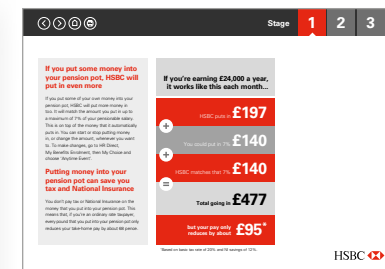 Stage 1 2 3
If you put some money into
your pension pot, HSBC will
put in even more
If you put some of your own money into your
pension pot, HSBC will put more money in
too. It will match the amount you put in up to
a maximum of 7% of your pensionable salary.
This is on top of the money that it automatically
puts in. You can start or stop putting money
in, or change the amount, whenever you want
to. To make changes, go to HR Direct,
My Benefits Enrolment, then My Choice and
choose 'Anytime Event'.
Putting money into your
pension pot can save you
tax and National Insurance
You don't pay tax or National Insurance on the
money that you put into your pension pot. This
means that, if you're an ordinary rate taxpayer,
every pound that you put into your pension pot only
reduces your take-home pay by about 68 pence.
If you're earning £24,000 a year,
it works like this each month...
HSBC puts in £197
+
You could put in 7% £140
+
HSBC matches that 7% £140
=
Total going in £477
but your pay only
reduces by about £95*
*Based on basic tax rate of 20% and NI savings of 12%.
HSBC